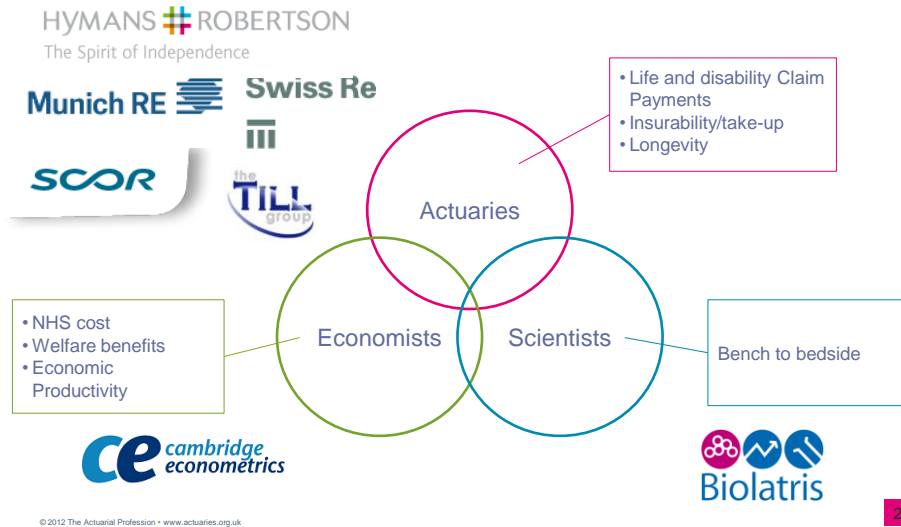 HYMANS # ROBERTSON
The Spirit of Independence
Munich RE
Swiss Re
SCOR
the
TILL
group
• Life and disability Claim
Payments
• Insurability/take-up
• Longevity
Actuaries
Economists
Scientists
• NHS cost
• Welfare benefits
• Economic
Productivity
Bench to bedside
ce cambridge
econometrics
Biolatris
© 2012 The Actuarial Profession • www.actuaries.org.uk
2